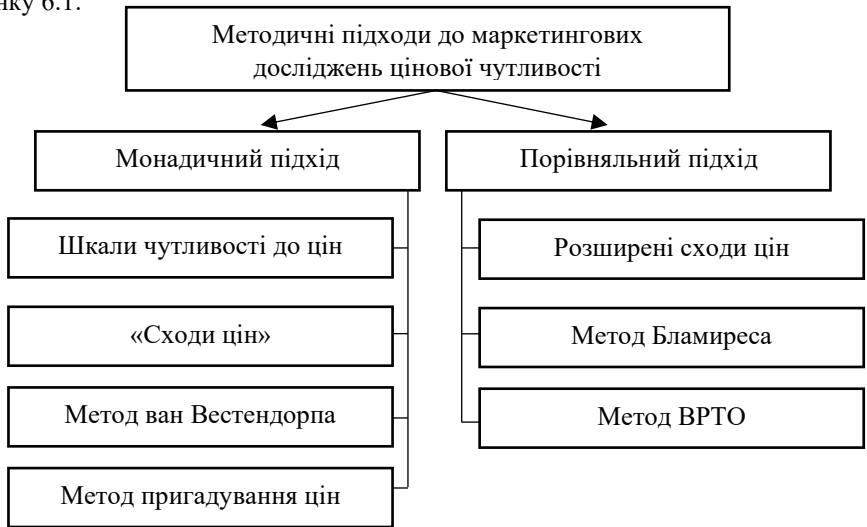 нку 6.1.
Методичні підходи до маркетингових
досліджень цінової чутливості
Монадичний підхід
Порівняльний підхід
Шкали чутливості до цін
«Сходи цін»
Метод ван Вестендорпа
Метод пригадування цін
Розширені сходи цін
Метод Бламиреса
Метод ВРТО